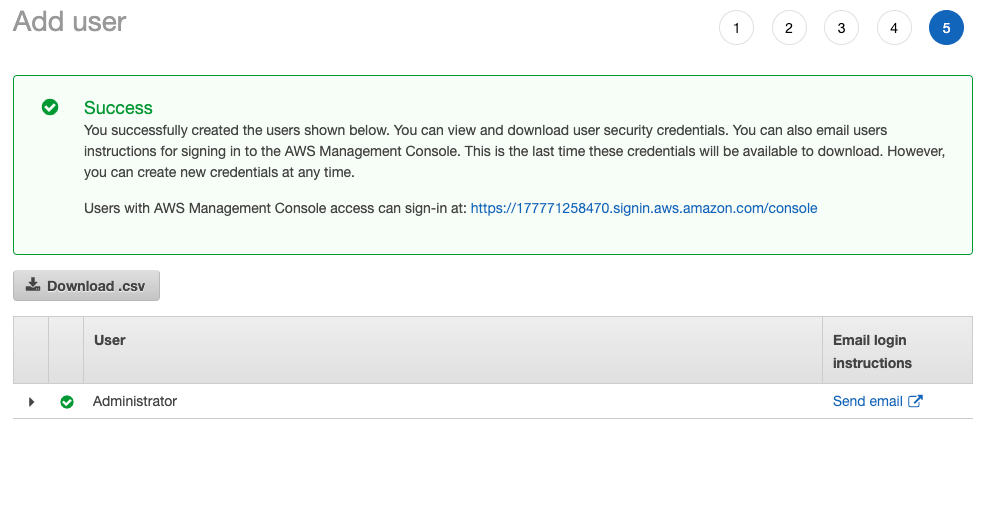 Add user
1 2 3 4 5
Success
You successfully created the users shown below. You can view and download user security credentials. You can also email users
instructions for signing in to the AWS Management Console. This is the last time these credentials will be available to download. However,
you can create new credentials at any time.
Users with AWS Management Console access can sign-in at: https://177771258470.signin.aws.amazon.com/console
Download .csv
User
Email login
instructions
Administrator
Send email